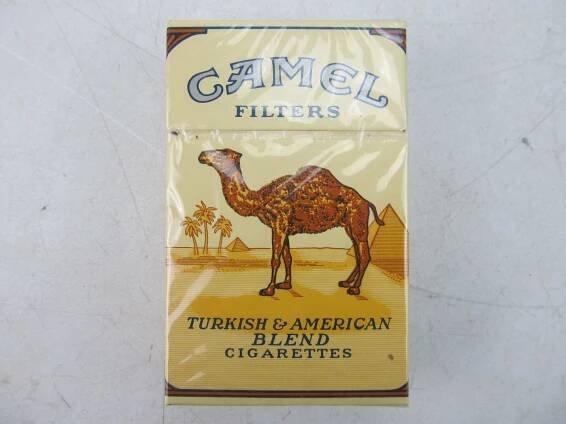 CAMEL
FILTERS
TURKISH & AMERICAN
BLEND
CIGARETTES